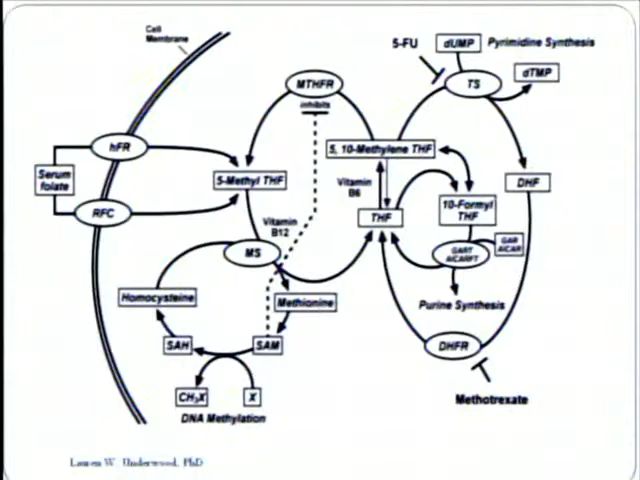 Cell
Membrane
5-FU
dUMP
Pyrimidine Synthesis
TS
dTMP
MTHFR
inhibits
hFR
Serum
folate
RFC
5-Methyl THF
5, 10-Methylene THF
Vitamin
B6
THF
10-Formyl
THF
DHF
Vitamin
B12
MS
GART
AICARFT
GAR
AICAR
Homocysteine
Methionine
Purine Synthesis
SAH
SAM
DHFR
CH3X
X
DNA Methylation
Methotrexate
Lauren W. Underwood, PhD